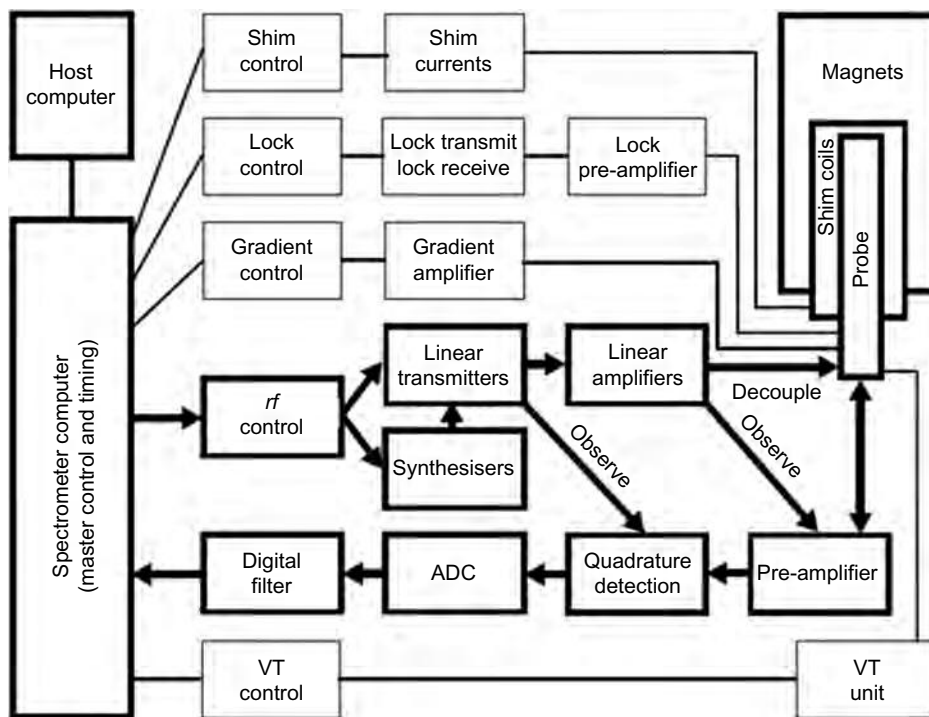 Host
computer
Shim
control
Shim
currents
Magnets
Lock
control
Lock transmit
lock receive
Lock
pre-amplifier
Shim coils
Probe
Gradient
control
Gradient
amplifier
Spectrometer computer
(master control and timing)
rf
control
Linear
transmitters
Linear
amplifiers
Decouple
Synthesisers
Observe
Observe
Digital
filter
ADC
Quadrature
detection
Pre-amplifier
VT
control
VT
unit